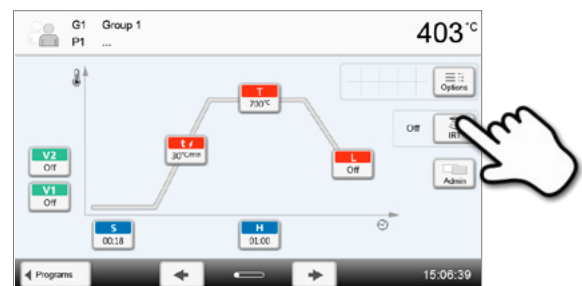 G1 Group 1
P1 ...
403°C
Options
T
700°C
Off
IRT
t
30°C/min
V2
Off
L
Off
Admin
V1
Off
S
00:18
H
01:00
Programs
15:06:39